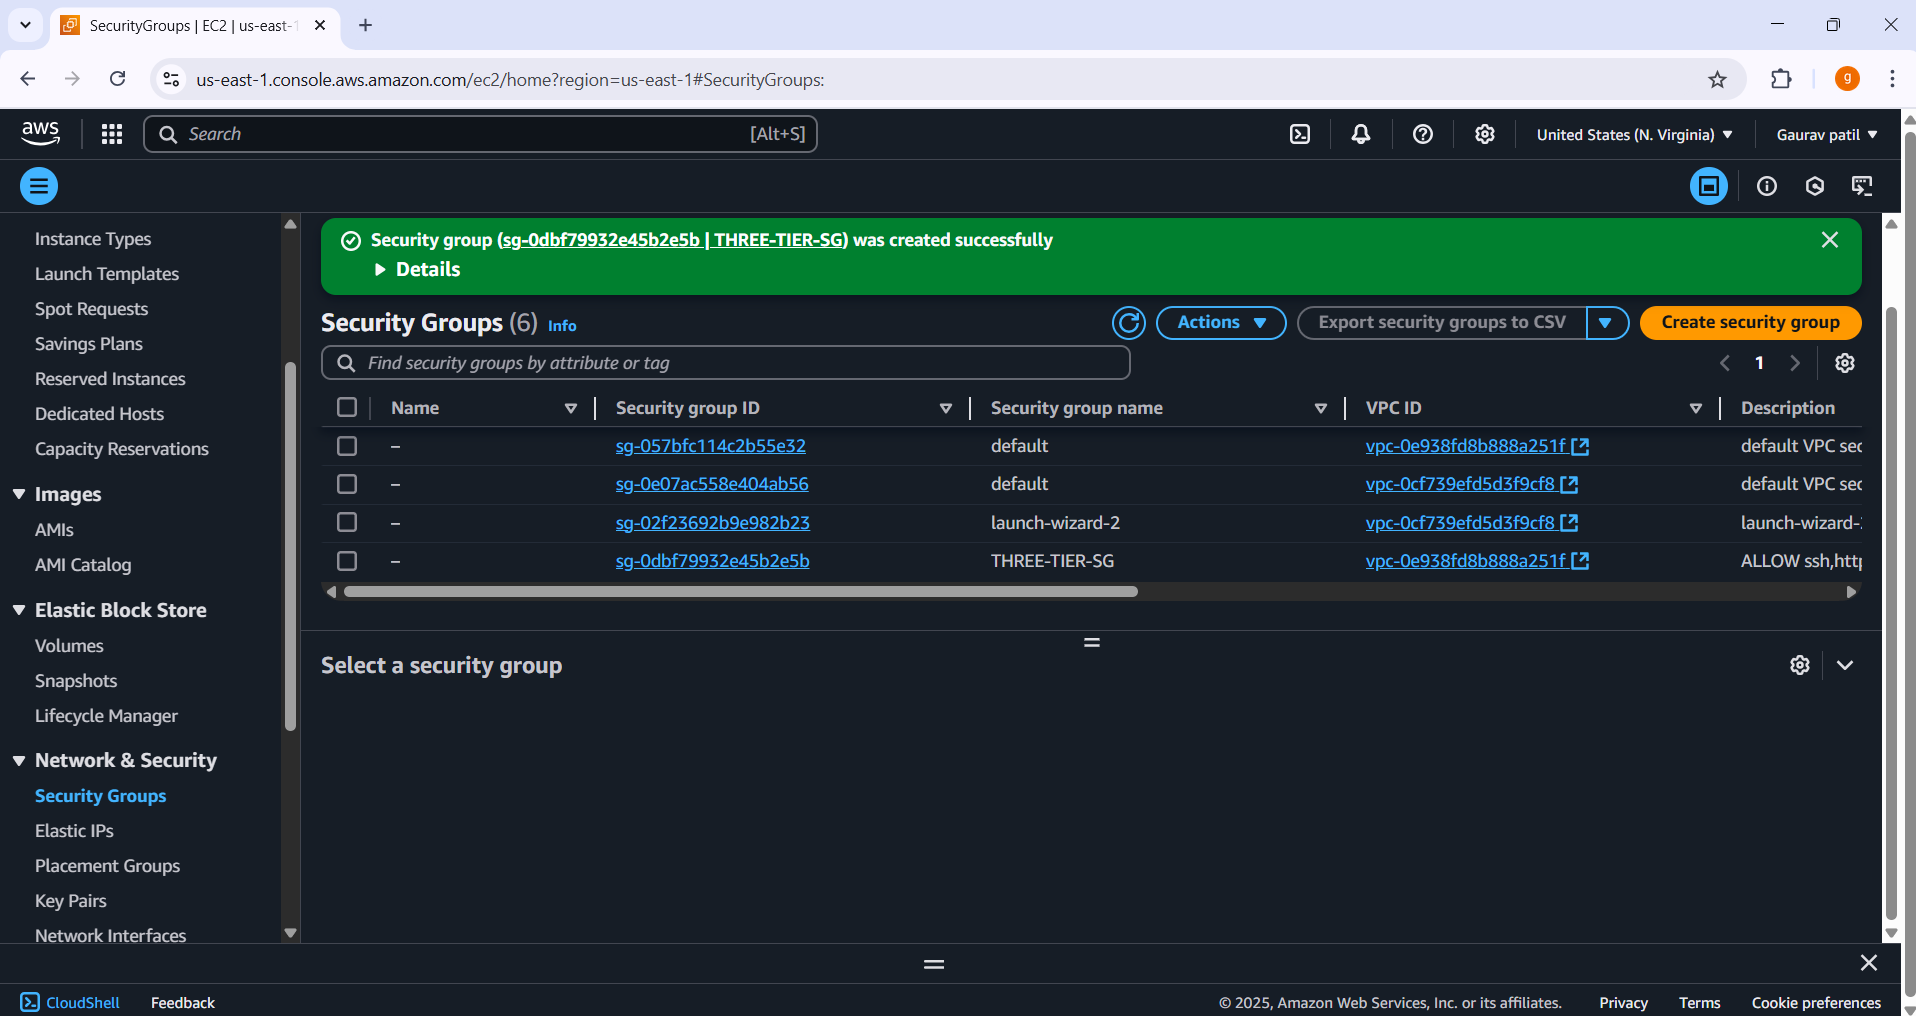 SecurityGroups | EC2 | us-east-1
us-east-1.console.aws.amazon.com/ec2/home?region=us-east-1#SecurityGroups:
g
aws
Search
[Alt+S]
United States (N. Virginia)
Gaurav patil
Instance Types
Launch Templates
Spot Requests
Savings Plans
Reserved Instances
Dedicated Hosts
Capacity Reservations
Images
AMIs
AMI Catalog
Elastic Block Store
Volumes
Snapshots
Lifecycle Manager
Network & Security
Security Groups
Elastic IPs
Placement Groups
Key Pairs
Network Interfaces
Security group (sg-0dbf79932e45b2e5b | THREE-TIER-SG) was created successfully
Details
Security Groups (6) Info
Actions
Export security groups to CSV
Create security group
Find security groups by attribute or tag
1
Name Security group ID Security group name VPC ID Description
– sg-057bfc114c2b55e32 default vpc-0e938fd8b888a251f default VPC sec
– sg-0e07ac558e404ab56 default vpc-0cf739efd5d3f9cf8 default VPC sec
– sg-02f23692b9e982b23 launch-wizard-2 vpc-0cf739efd5d3f9cf8 launch-wizard-
– sg-0dbf79932e45b2e5b THREE-TIER-SG vpc-0e938fd8b888a251f ALLOW ssh,http
Select a security group
CloudShell Feedback
© 2025, Amazon Web Services, Inc. or its affiliates. Privacy Terms Cookie preferences